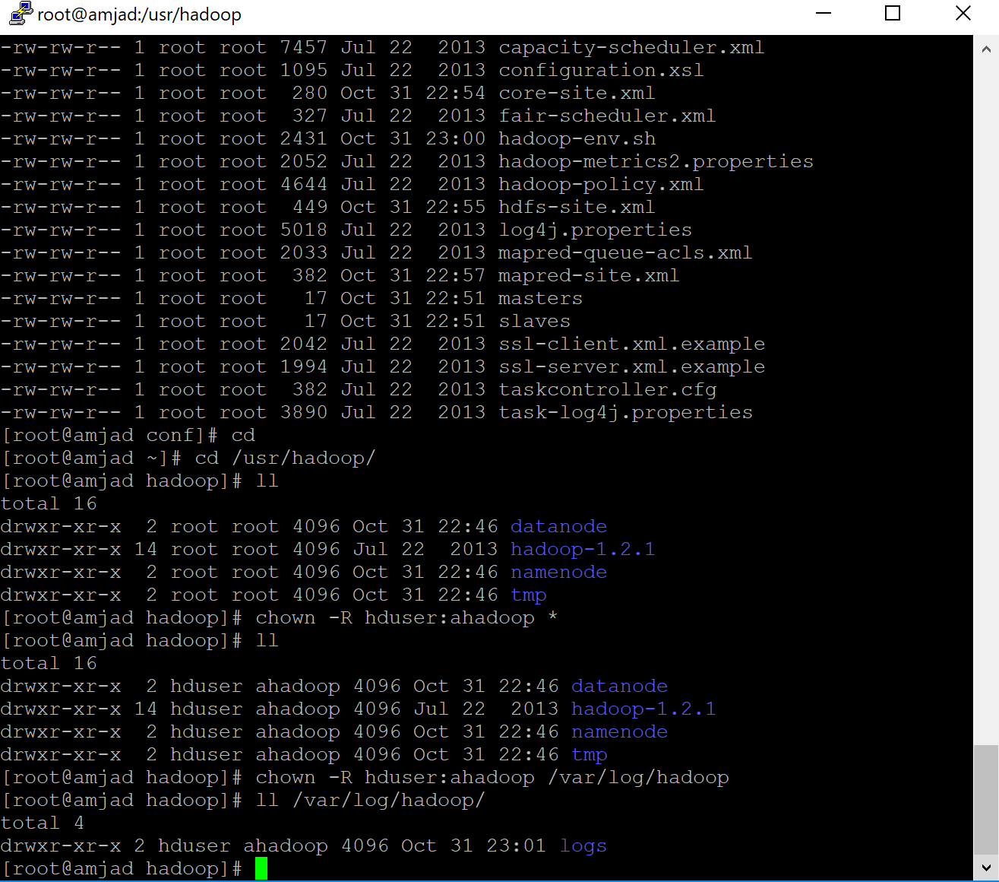 root@amjad:/usr/hadoop
-rw-rw-r-- 1 root root 7457 Jul 22  2013 capacity-scheduler.xml
-rw-rw-r-- 1 root root 1095 Jul 22  2013 configuration.xsl
-rw-rw-r-- 1 root root  280 Oct 31 22:54 core-site.xml
-rw-rw-r-- 1 root root  327 Jul 22  2013 fair-scheduler.xml
-rw-rw-r-- 1 root root 2431 Oct 31 23:00 hadoop-env.sh
-rw-rw-r-- 1 root root 2052 Jul 22  2013 hadoop-metrics2.properties
-rw-rw-r-- 1 root root 4644 Jul 22  2013 hadoop-policy.xml
-rw-rw-r-- 1 root root  449 Oct 31 22:55 hdfs-site.xml
-rw-rw-r-- 1 root root 5018 Jul 22  2013 log4j.properties
-rw-rw-r-- 1 root root 2033 Jul 22  2013 mapred-queue-acls.xml
-rw-rw-r-- 1 root root  382 Oct 31 22:57 mapred-site.xml
-rw-rw-r-- 1 root root   17 Oct 31 22:51 masters
-rw-rw-r-- 1 root root   17 Oct 31 22:51 slaves
-rw-rw-r-- 1 root root 2042 Jul 22  2013 ssl-client.xml.example
-rw-rw-r-- 1 root root 1994 Jul 22  2013 ssl-server.xml.example
-rw-rw-r-- 1 root root  382 Jul 22  2013 taskcontroller.cfg
-rw-rw-r-- 1 root root 3890 Jul 22  2013 task-log4j.properties
[root@amjad conf]# cd
[root@amjad ~]# cd /usr/hadoop/
[root@amjad hadoop]# ll
total 16
drwxr-xr-x  2 root root 4096 Oct 31 22:46 datanode
drwxr-xr-x 14 root root 4096 Jul 22  2013 hadoop-1.2.1
drwxr-xr-x  2 root root 4096 Oct 31 22:46 namenode
drwxr-xr-x  2 root root 4096 Oct 31 22:46 tmp
[root@amjad hadoop]# chown -R hduser:ahadoop *
[root@amjad hadoop]# ll
total 16
drwxr-xr-x  2 hduser ahadoop 4096 Oct 31 22:46 datanode
drwxr-xr-x 14 hduser ahadoop 4096 Jul 22  2013 hadoop-1.2.1
drwxr-xr-x  2 hduser ahadoop 4096 Oct 31 22:46 namenode
drwxr-xr-x  2 hduser ahadoop 4096 Oct 31 22:46 tmp
[root@amjad hadoop]# chown -R hduser:ahadoop /var/log/hadoop
[root@amjad hadoop]# ll /var/log/hadoop/
total 4
drwxr-xr-x 2 hduser ahadoop 4096 Oct 31 23:01 logs
[root@amjad hadoop]#